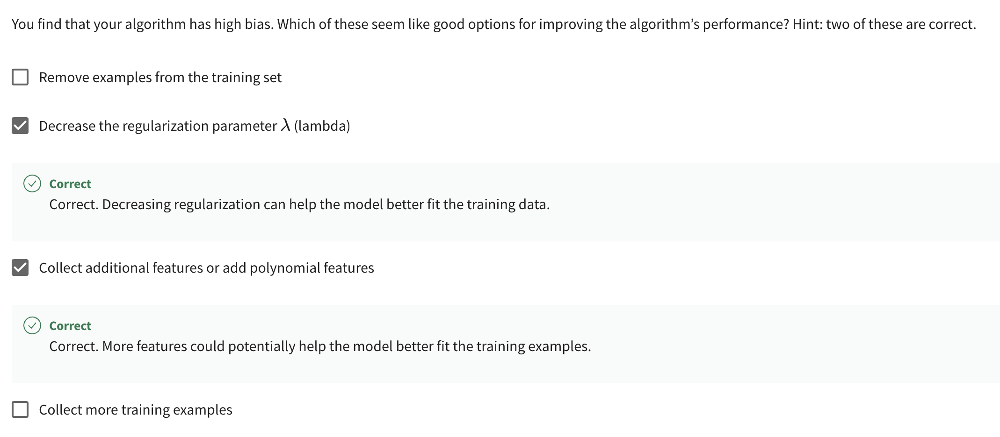 You find that your algorithm has high bias. Which of these seem like good options for improving the algorithm’s performance? Hint: two of these are correct.
Remove examples from the training set
Decrease the regularization parameter λ (lambda)
Correct
Correct. Decreasing regularization can help the model better fit the training data.
Collect additional features or add polynomial features
Correct
Correct. More features could potentially help the model better fit the training examples.
Collect more training examples